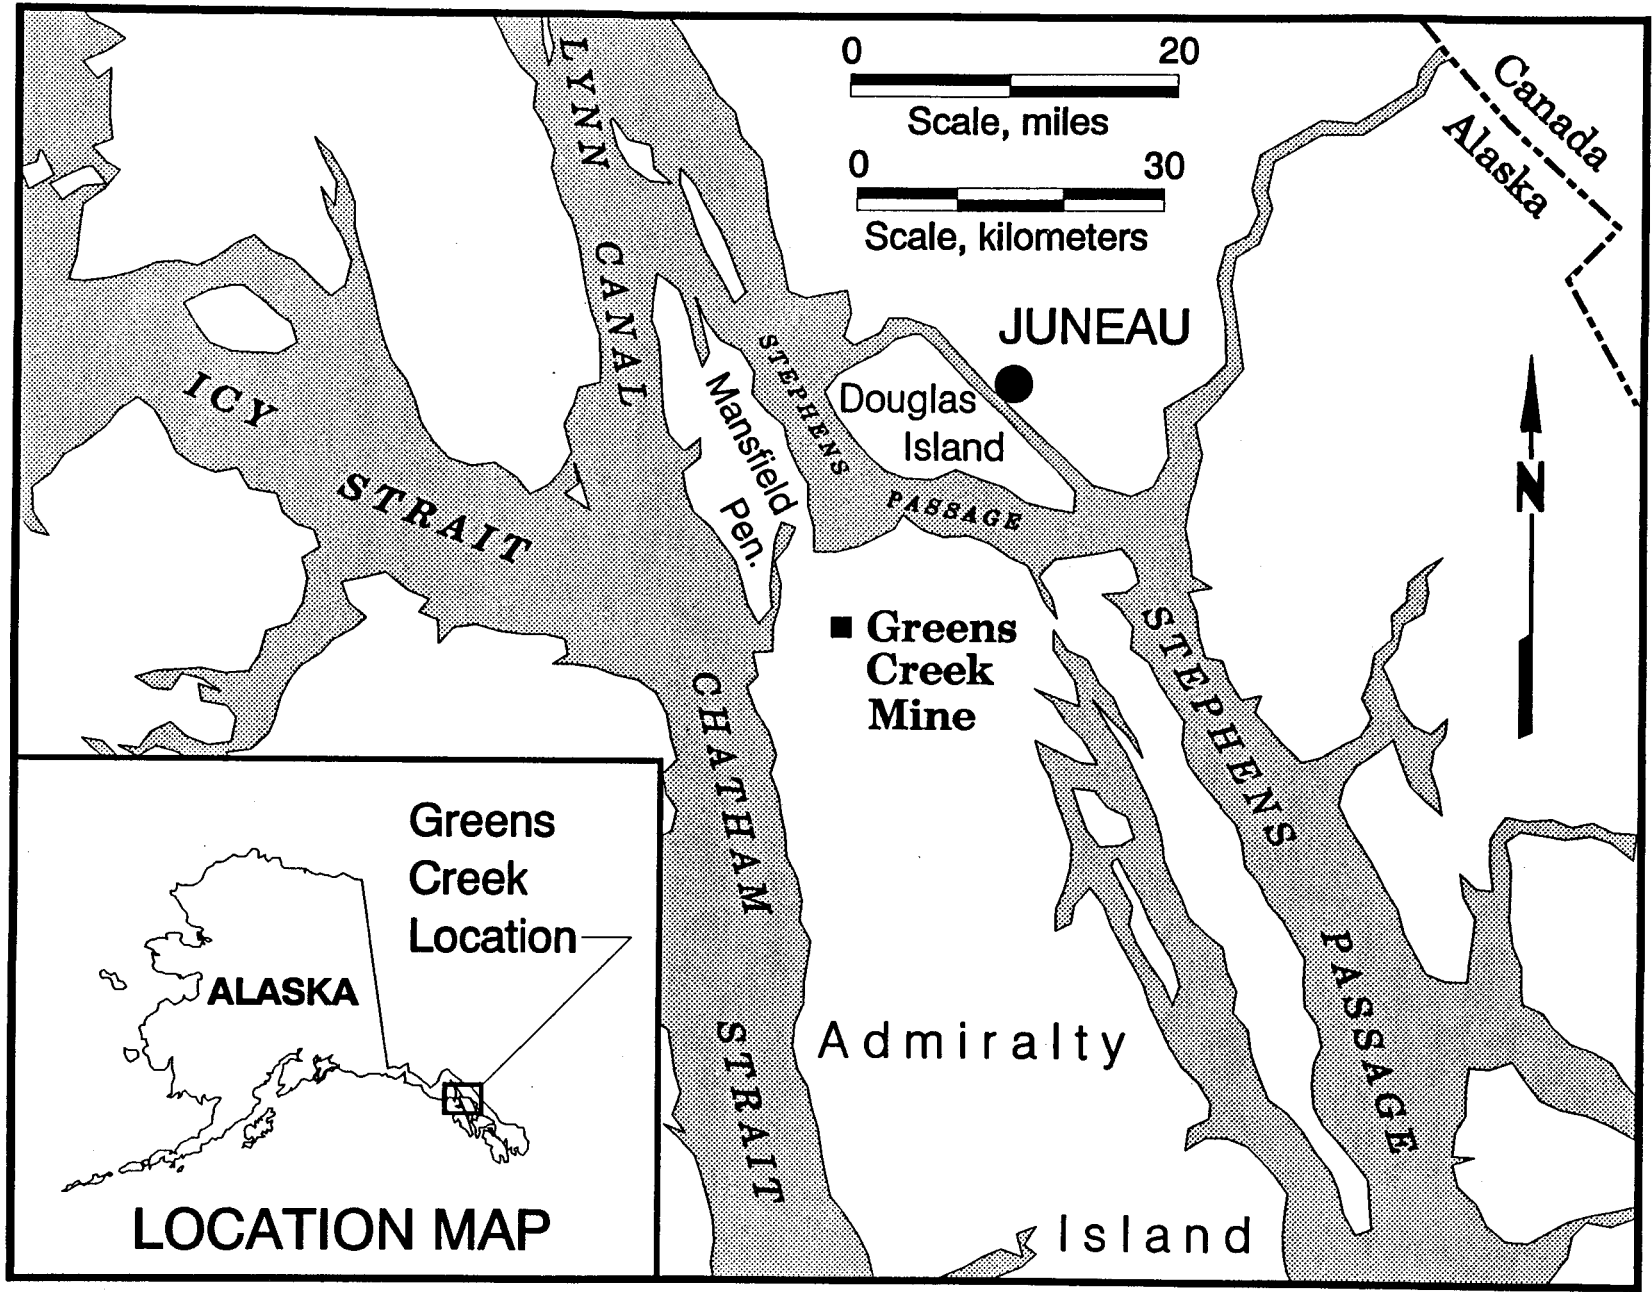 0 20
Scale, miles
0 30
Scale, kilometers
Canada
Alaska
LYNN CANAL
JUNEAU
ICY STRAIT
Mansfield
Pen.
STEPHENS PASSAGE
Douglas
Island
N
Greens
Creek
Mine
STEPHENS PASSAGE
CHATHAM STRAIT
Admiralty
Island
Greens
Creek
Location
ALASKA
LOCATION MAP